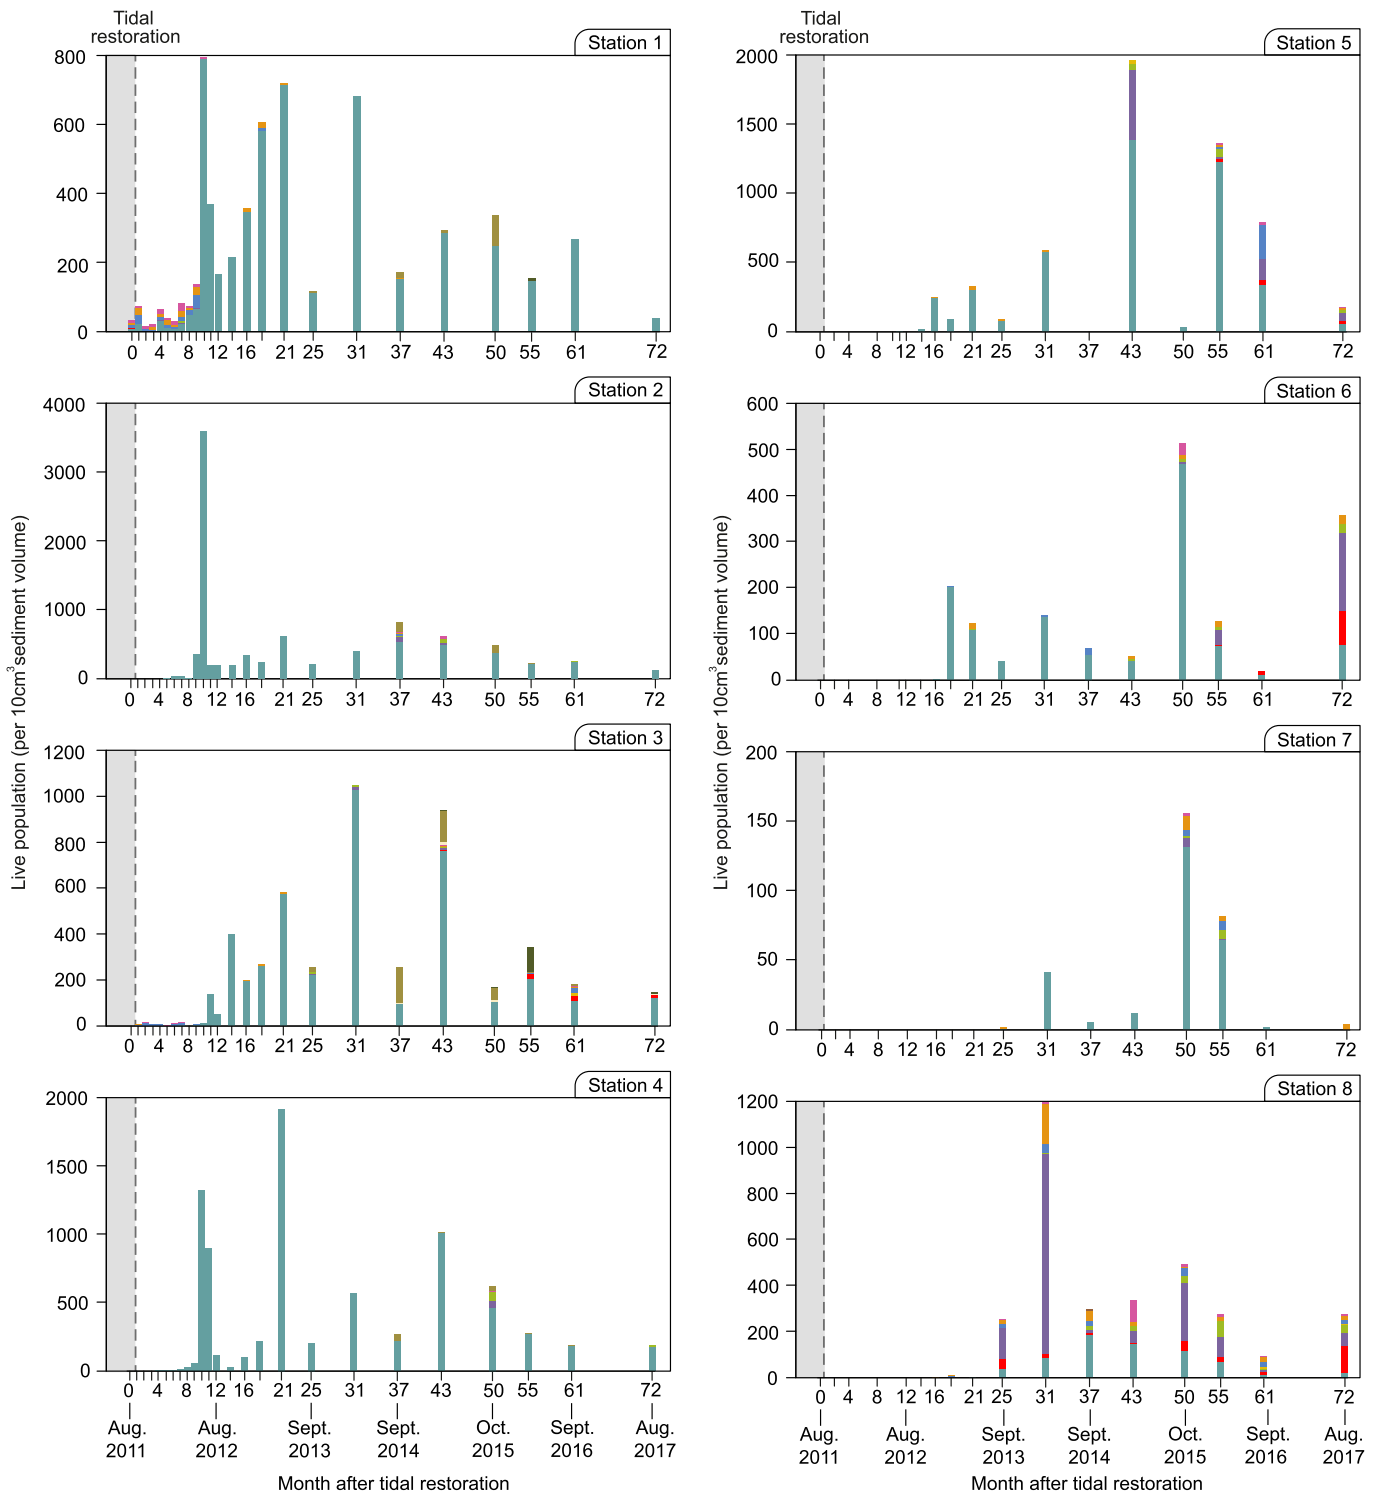 Tidal
restoration
Station 1
800
600
400
200
0
0 4 8 12 16 21 25 31 37 43 50 55 61 72
Station 2
4000
3000
2000
1000
0
0 4 8 12 16 21 25 31 37 43 50 55 61 72
Live population (per 10cm³ sediment volume)
Station 3
1200
1000
800
600
400
200
0
0 4 8 12 16 21 25 31 37 43 50 55 61 72
Station 4
2000
1500
1000
500
0
0 4 8 12 16 21 25 31 37 43 50 55 61 72
Aug. Aug. Sept. Sept. Oct. Sept. Aug.
2011 2012 2013 2014 2015 2016 2017
Month after tidal restoration
Tidal
restoration
Station 5
2000
1500
1000
500
0
0 4 8 12 16 21 25 31 37 43 50 55 61 72
Station 6
600
500
400
300
200
100
0
0 4 8 12 16 21 25 31 37 43 50 55 61 72
Live population (per 10cm³ sediment volume)
Station 7
200
150
100
50
0
0 4 8 12 16 21 25 31 37 43 50 55 61 72
Station 8
1200
1000
800
600
400
200
0
0 4 8 12 16 21 25 31 37 43 50 55 61 72
Aug. Aug. Sept. Sept. Oct. Sept. Aug.
2011 2012 2013 2014 2015 2016 2017
Month after tidal restoration